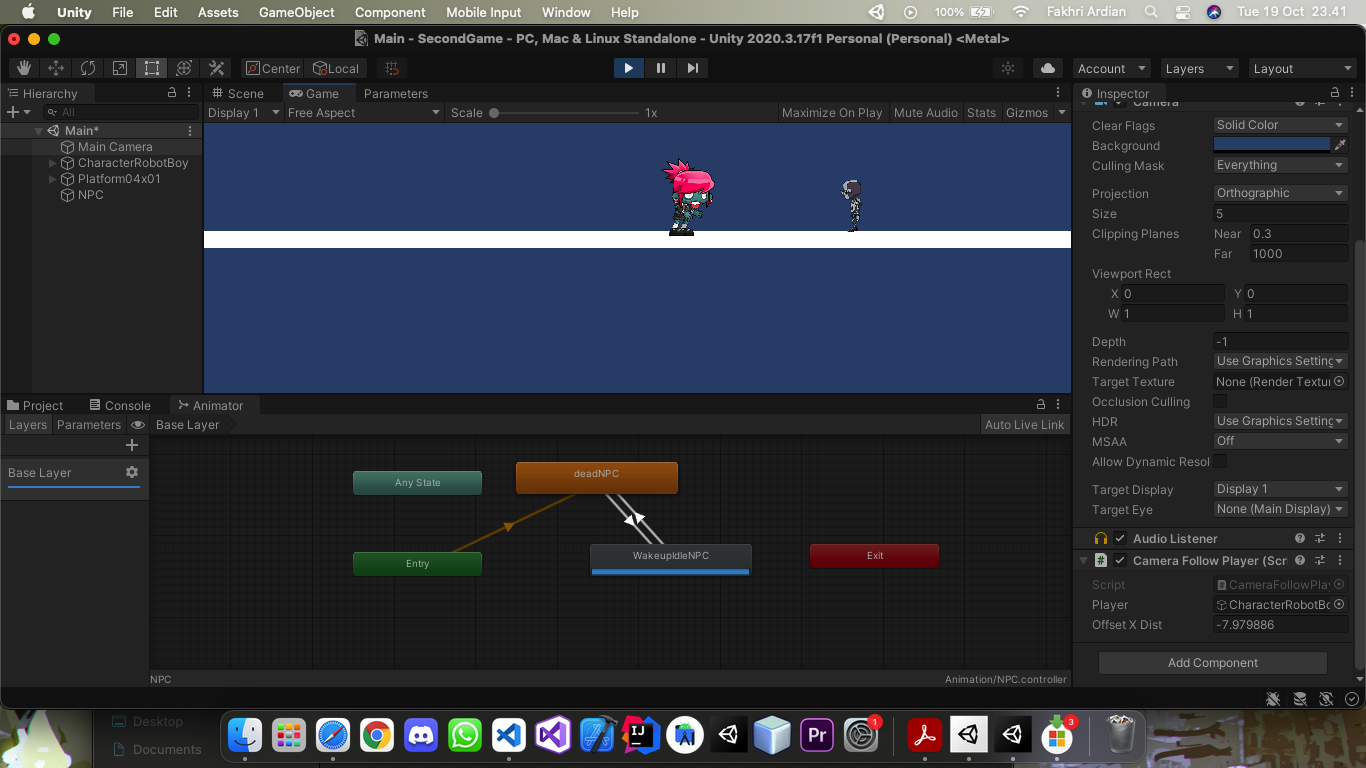 Unity File Edit Assets GameObject Component Mobile Input Window Help 100% Fakhri Ardian Tue 19 Oct 23.41
Main - SecondGame - PC, Mac & Linux Standalone - Unity 2020.3.17f1 Personal (Personal) <Metal>
Center Local Account Layers Layout
Hierarchy
All
Main*
Main Camera
CharacterRobotBoy
Platform04x01
NPC
Scene Game Parameters
Display 1 Free Aspect Scale 1x Maximize On Play Mute Audio Stats Gizmos
Project Console Animator
Layers Parameters Base Layer Auto Live Link
Base Layer
Any State
deadNPC
Entry
WakeupIdleNPC
Exit
NPC Animation/NPC.controller
Inspector
Camera
Clear Flags Solid Color
Background
Culling Mask Everything
Projection Orthographic
Size 5
Clipping Planes Near 0.3
Far 1000
Viewport Rect
X 0 Y 0
W 1 H 1
Depth -1
Rendering Path Use Graphics Setting
Target Texture None (Render Textur
Occlusion Culling
HDR Use Graphics Setting
MSAA Off
Allow Dynamic Resol
Target Display Display 1
Target Eye None (Main Display)
Audio Listener
# Camera Follow Player (Scri
Script CameraFollowPla
Player CharacterRobotBo
Offset X Dist -7.979886
Add Component
Desktop
Documents
IJ
Pr
1
3